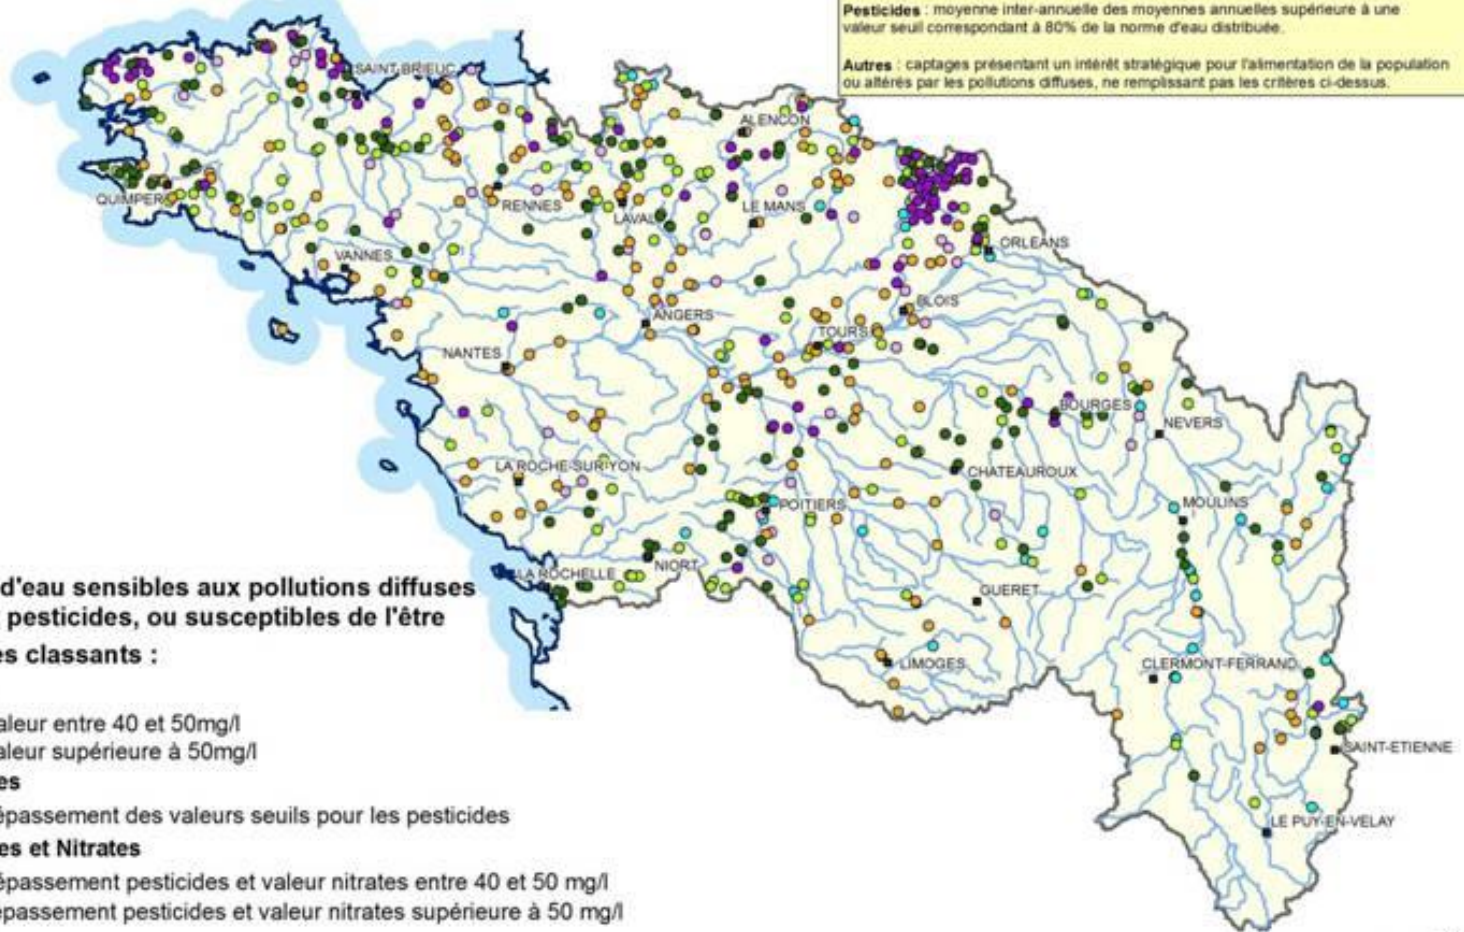 Pesticides : moyenne inter-annuelle des moyennes annuelles supérieure à une
valeur seuil correspondant à 80% de la norme d'eau distribuée.
Autres : captages présentant un intérêt stratégique pour l'alimentation de la population
ou altérés par les pollutions diffuses, ne remplissant pas les critères ci-dessus.
SAINT-BRIEUC
ALENCON
QUIMPER
RENNES
LAVAL
LE MANS
ORLEANS
VANNES
BLOIS
ANGERS
TOURS
NANTES
BOURGES
NEVERS
LA ROCHE-SUR-YON
CHATEAUROUX
POITIERS
MOULINS
NIORT
LA ROCHELLE
GUERET
d'eau sensibles aux pollutions diffuses
pesticides, ou susceptibles de l'être
es classants :
LIMOGES
CLERMONT-FERRAND
aleur entre 40 et 50mg/l
aleur supérieure à 50mg/l
SAINT-ETIENNE
es
épassement des valeurs seuils pour les pesticides
LE PUY-EN-VELAY
es et Nitrates
épassement pesticides et valeur nitrates entre 40 et 50 mg/l
épassement pesticides et valeur nitrates supérieure à 50 mg/l